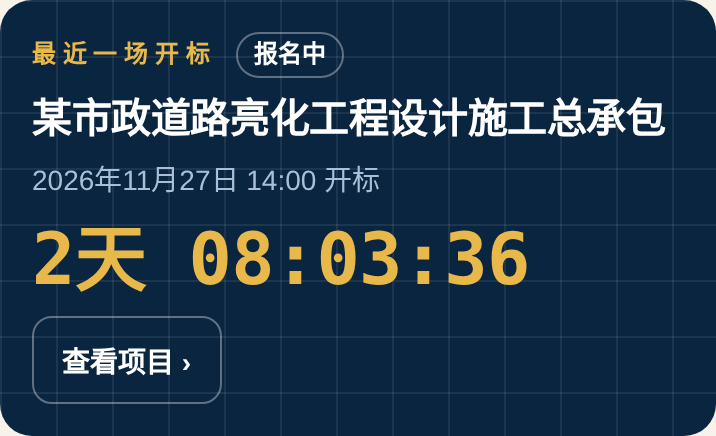 最近一场开标 报名中
某市政道路亮化工程设计施工总承包
2026年11月27日 14:00 开标
2天 08:03:36
查看项目 ›